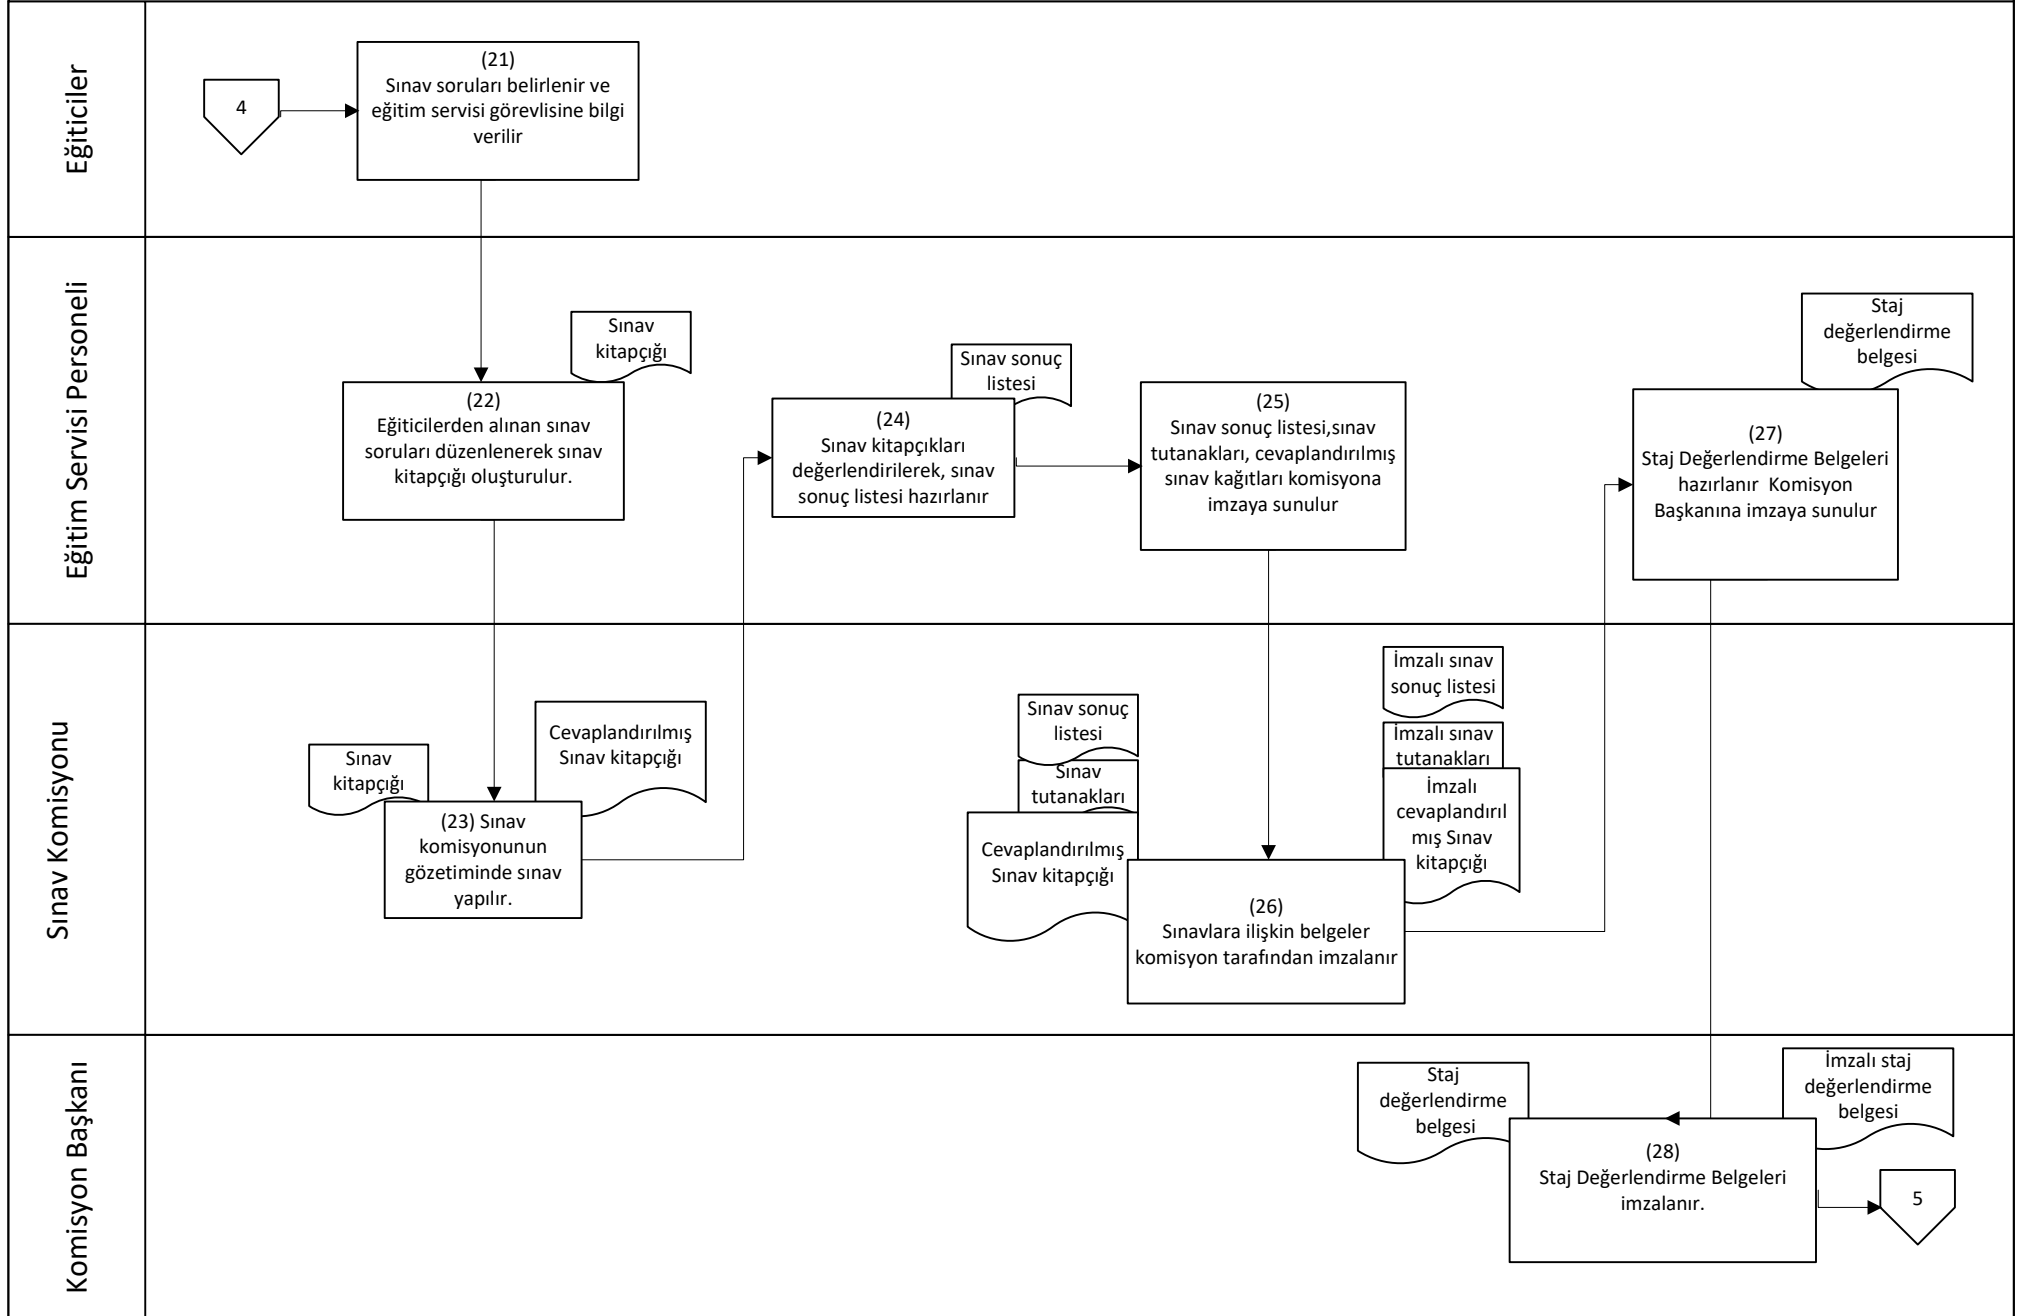 Eğiticiler
4
(21)
Sınav soruları belirlenir ve
eğitim servisi görevlisine bilgi
verilir
Eğitim Servisi Personeli
Sınav
kitapçığı
(22)
Eğiticilerden alınan sınav
soruları düzenlenerek sınav
kitapçığı oluşturulur.
Sınav sonuç
listesi
(24)
Sınav kitapçıkları
değerlendirilerek, sınav
sonuç listesi hazırlanır
(25)
Sınav sonuç listesi,sınav
tutanakları, cevaplandırılmış
sınav kağıtları komisyona
imzaya sunulur
Staj
değerlendirme
belgesi
(27)
Staj Değerlendirme Belgeleri
hazırlanır  Komisyon
Başkanına imzaya sunulur
Sınav Komisyonu
Sınav
kitapçığı
Cevaplandırılmış
Sınav kitapçığı
(23) Sınav
komisyonunun
gözetiminde sınav
yapılır.
Sınav sonuç
listesi
Sınav
tutanakları
Cevaplandırılmış
Sınav kitapçığı
İmzalı sınav
sonuç listesi
İmzalı sınav
tutanakları
İmzalı
cevaplandırıl
mış Sınav
kitapçığı
(26)
Sınavlara ilişkin belgeler
komisyon tarafından imzalanır
Komisyon Başkanı
Staj
değerlendirme
belgesi
İmzalı staj
değerlendirme
belgesi
(28)
Staj Değerlendirme Belgeleri
imzalanır.
5